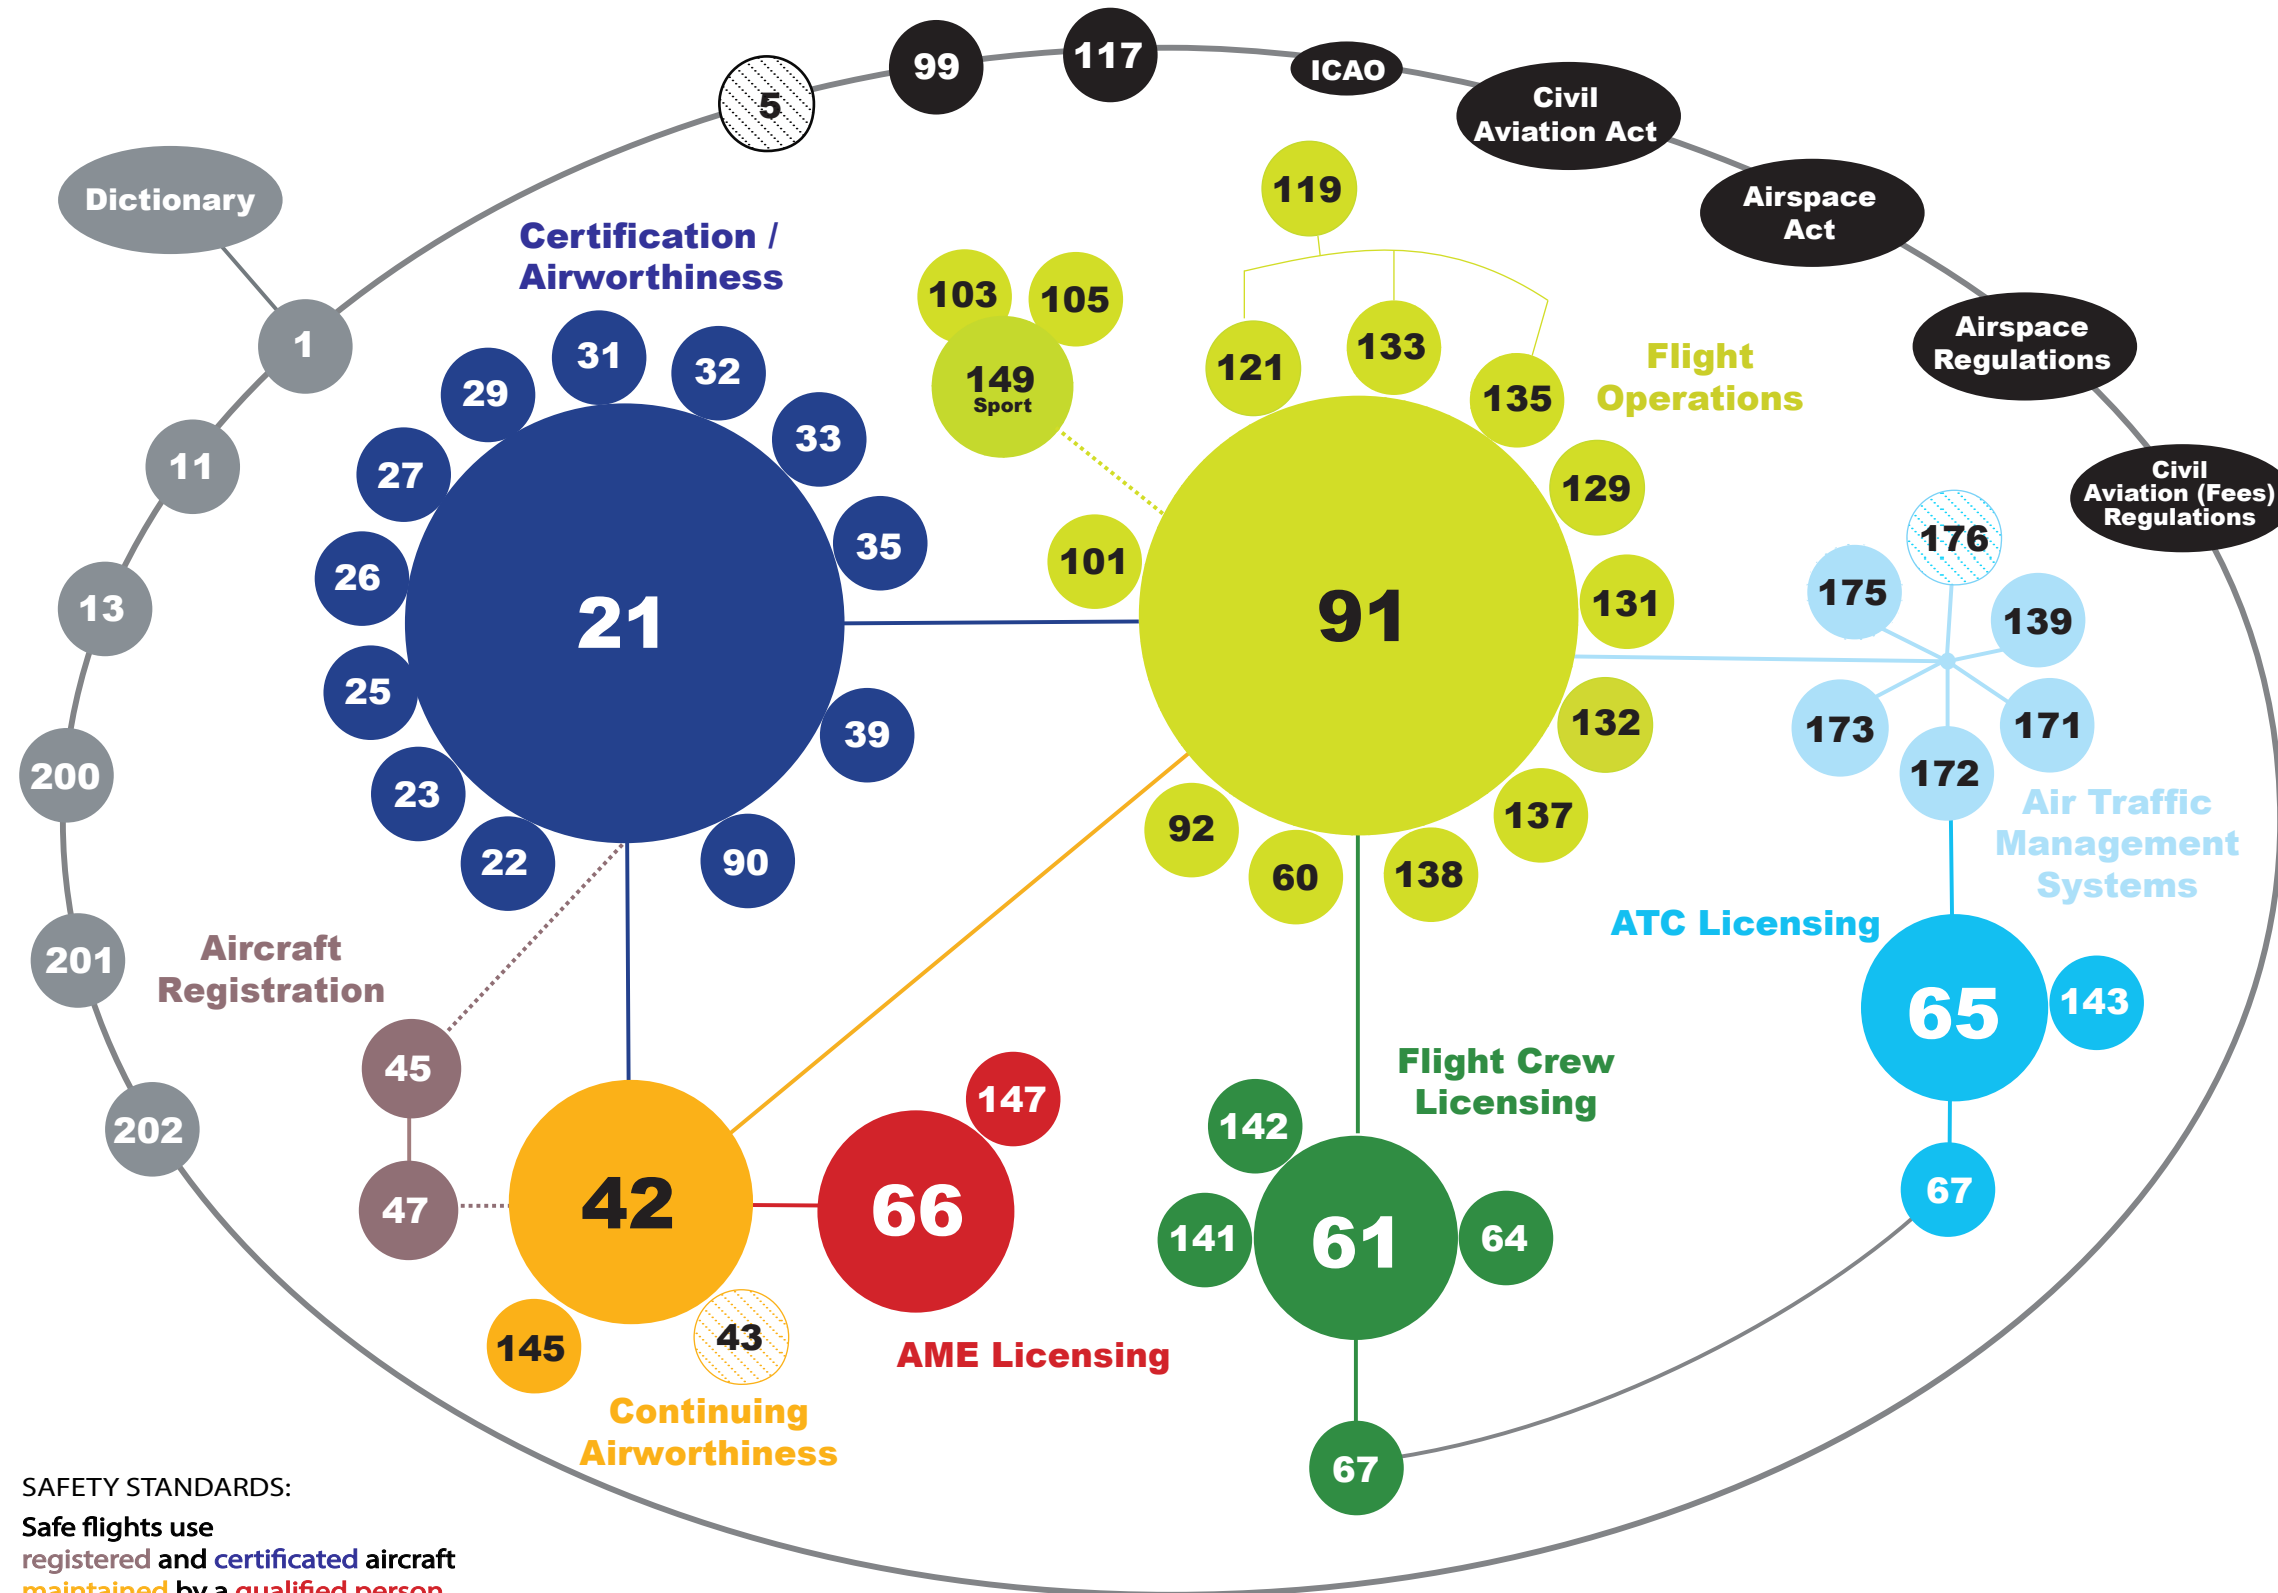 5
99
117
ICAO
Civil
Aviation Act
Airspace
Act
Airspace
Regulations
Civil
Aviation (Fees)
Regulations
Dictionary
1
11
13
200
201
202
Certification /
Airworthiness
31
32
29
33
27
35
26
21
25
39
23
22
90
119
103
105
149
Sport
121
133
135
Flight
Operations
129
101
91
131
132
137
92
60
138
176
175
139
173
171
172
Air Traffic
Management
Systems
ATC Licensing
65
143
67
Aircraft
Registration
45
47
42
66
147
145
43
AME Licensing
Continuing
Airworthiness
Flight Crew
Licensing
142
141
61
64
67
SAFETY STANDARDS:
Safe flights use
registered and certificated aircraft
maintained by a qualified person